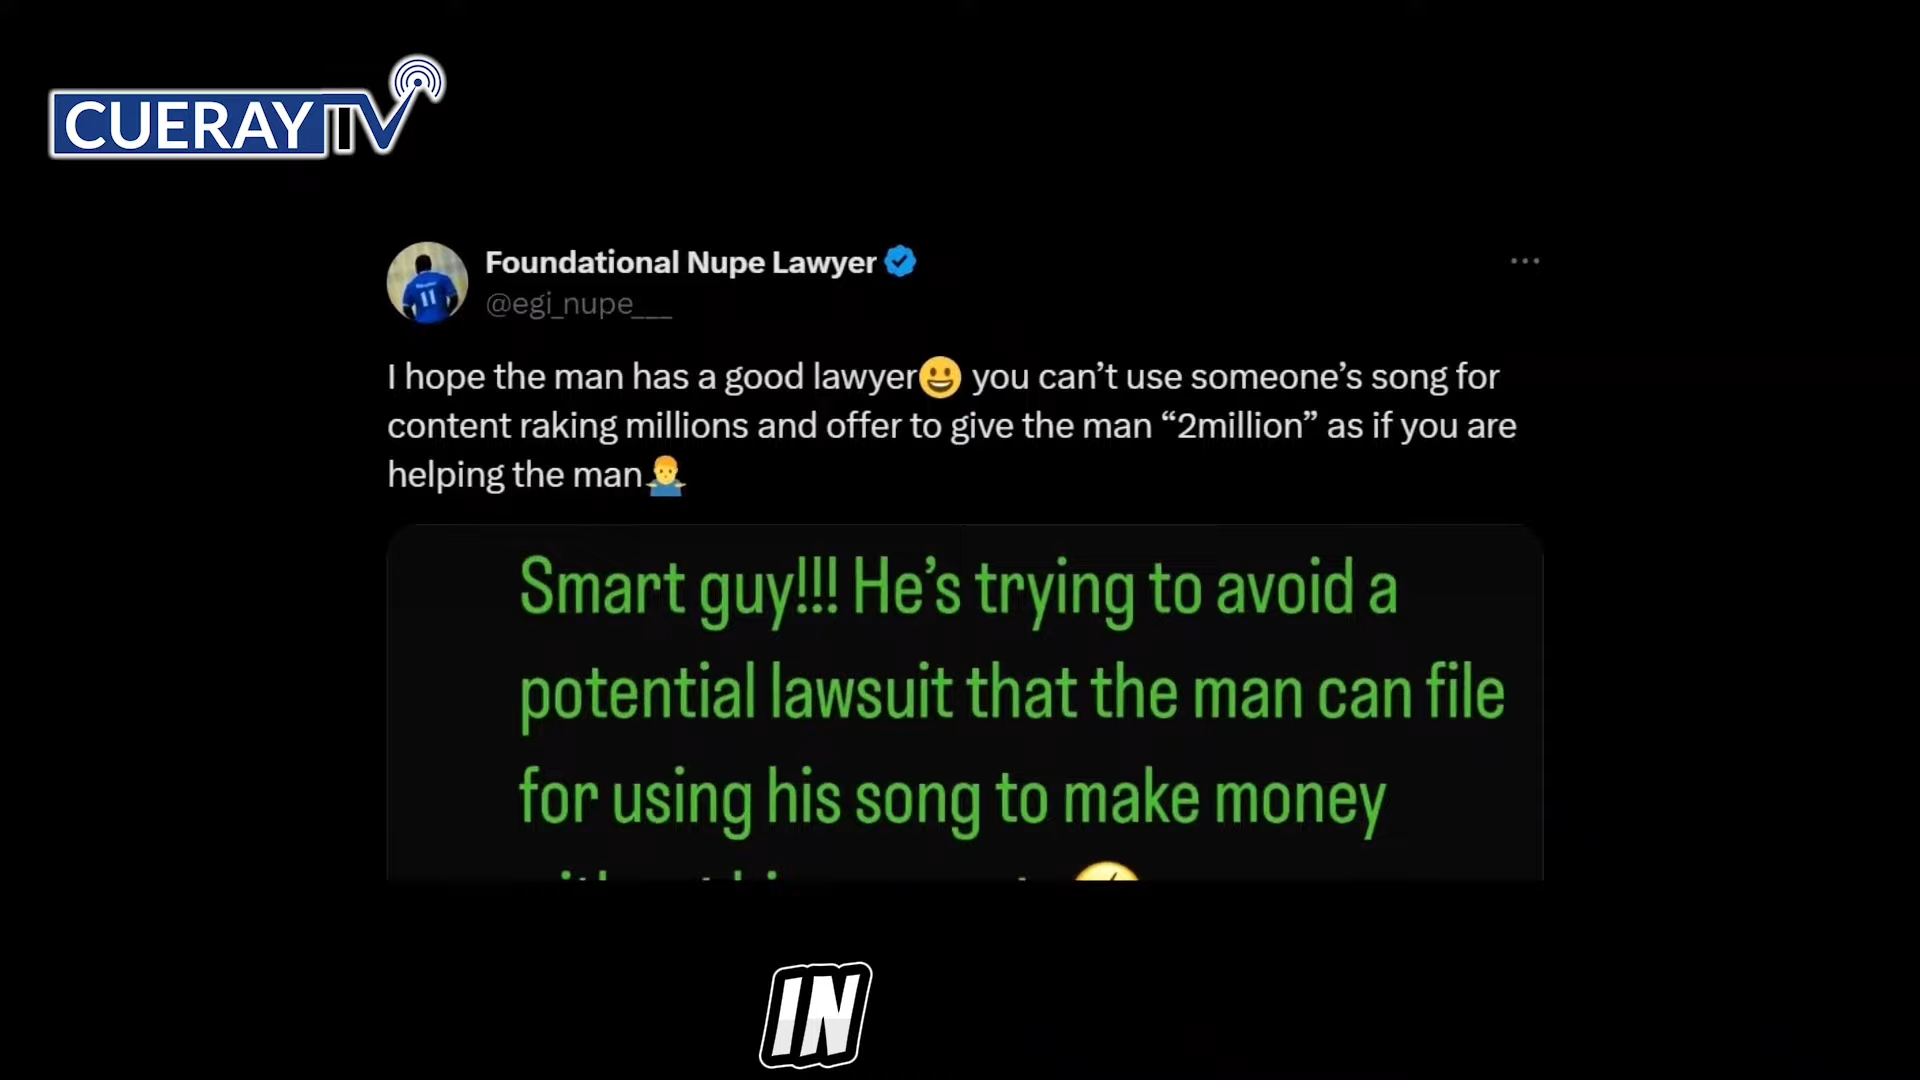 CUERAY TV
Foundational Nupe Lawyer
@egi_nupe___
11
I hope the man has a good lawyer😀 you can’t use someone’s song for
content raking millions and offer to give the man “2million” as if you are
helping the man🤷‍♂️
Smart guy!!! He’s trying to avoid a
potential lawsuit that the man can file
for using his song to make money
IN